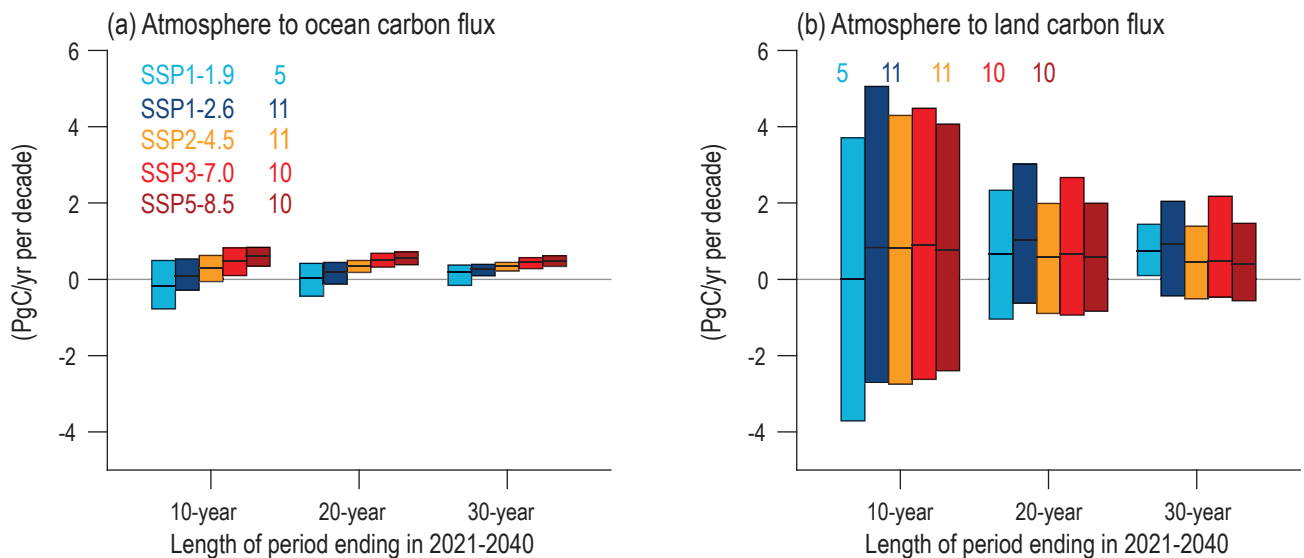 (a) Atmosphere to ocean carbon flux
6
4
2
0
-2
-4
(PgC/yr per decade)
SSP1-1.9 5
SSP1-2.6 11
SSP2-4.5 11
SSP3-7.0 10
SSP5-8.5 10
10-year 20-year 30-year
Length of period ending in 2021-2040
(b) Atmosphere to land carbon flux
6
4
2
0
-2
-4
(PgC/yr per decade)
5 11 11 10 10
10-year 20-year 30-year
Length of period ending in 2021-2040